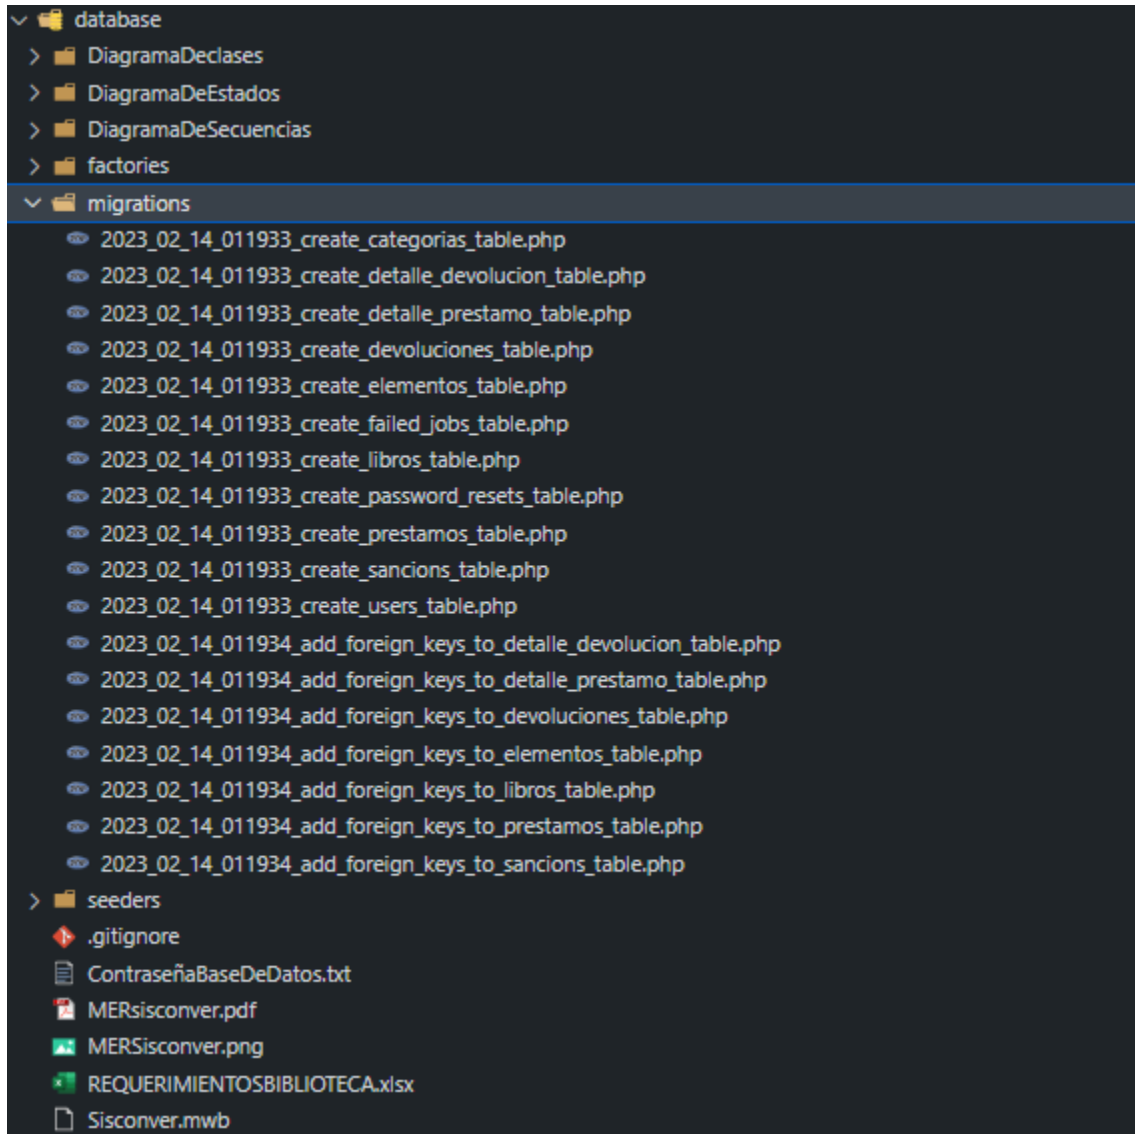 database
DiagramaDeclases
DiagramaDeEstados
DiagramaDeSecuencias
factories
migrations
2023_02_14_011933_create_categorias_table.php
2023_02_14_011933_create_detalle_devolucion_table.php
2023_02_14_011933_create_detalle_prestamo_table.php
2023_02_14_011933_create_devoluciones_table.php
2023_02_14_011933_create_elementos_table.php
2023_02_14_011933_create_failed_jobs_table.php
2023_02_14_011933_create_libros_table.php
2023_02_14_011933_create_password_resets_table.php
2023_02_14_011933_create_prestamos_table.php
2023_02_14_011933_create_sancions_table.php
2023_02_14_011933_create_users_table.php
2023_02_14_011934_add_foreign_keys_to_detalle_devolucion_table.php
2023_02_14_011934_add_foreign_keys_to_detalle_prestamo_table.php
2023_02_14_011934_add_foreign_keys_to_devoluciones_table.php
2023_02_14_011934_add_foreign_keys_to_elementos_table.php
2023_02_14_011934_add_foreign_keys_to_libros_table.php
2023_02_14_011934_add_foreign_keys_to_prestamos_table.php
2023_02_14_011934_add_foreign_keys_to_sancions_table.php
seeders
.gitignore
ContraseñaBaseDeDatos.txt
MERsisconver.pdf
MERSisconver.png
REQUERIMIENTOSBIBLIOTECA.xlsx
Sisconver.mwb